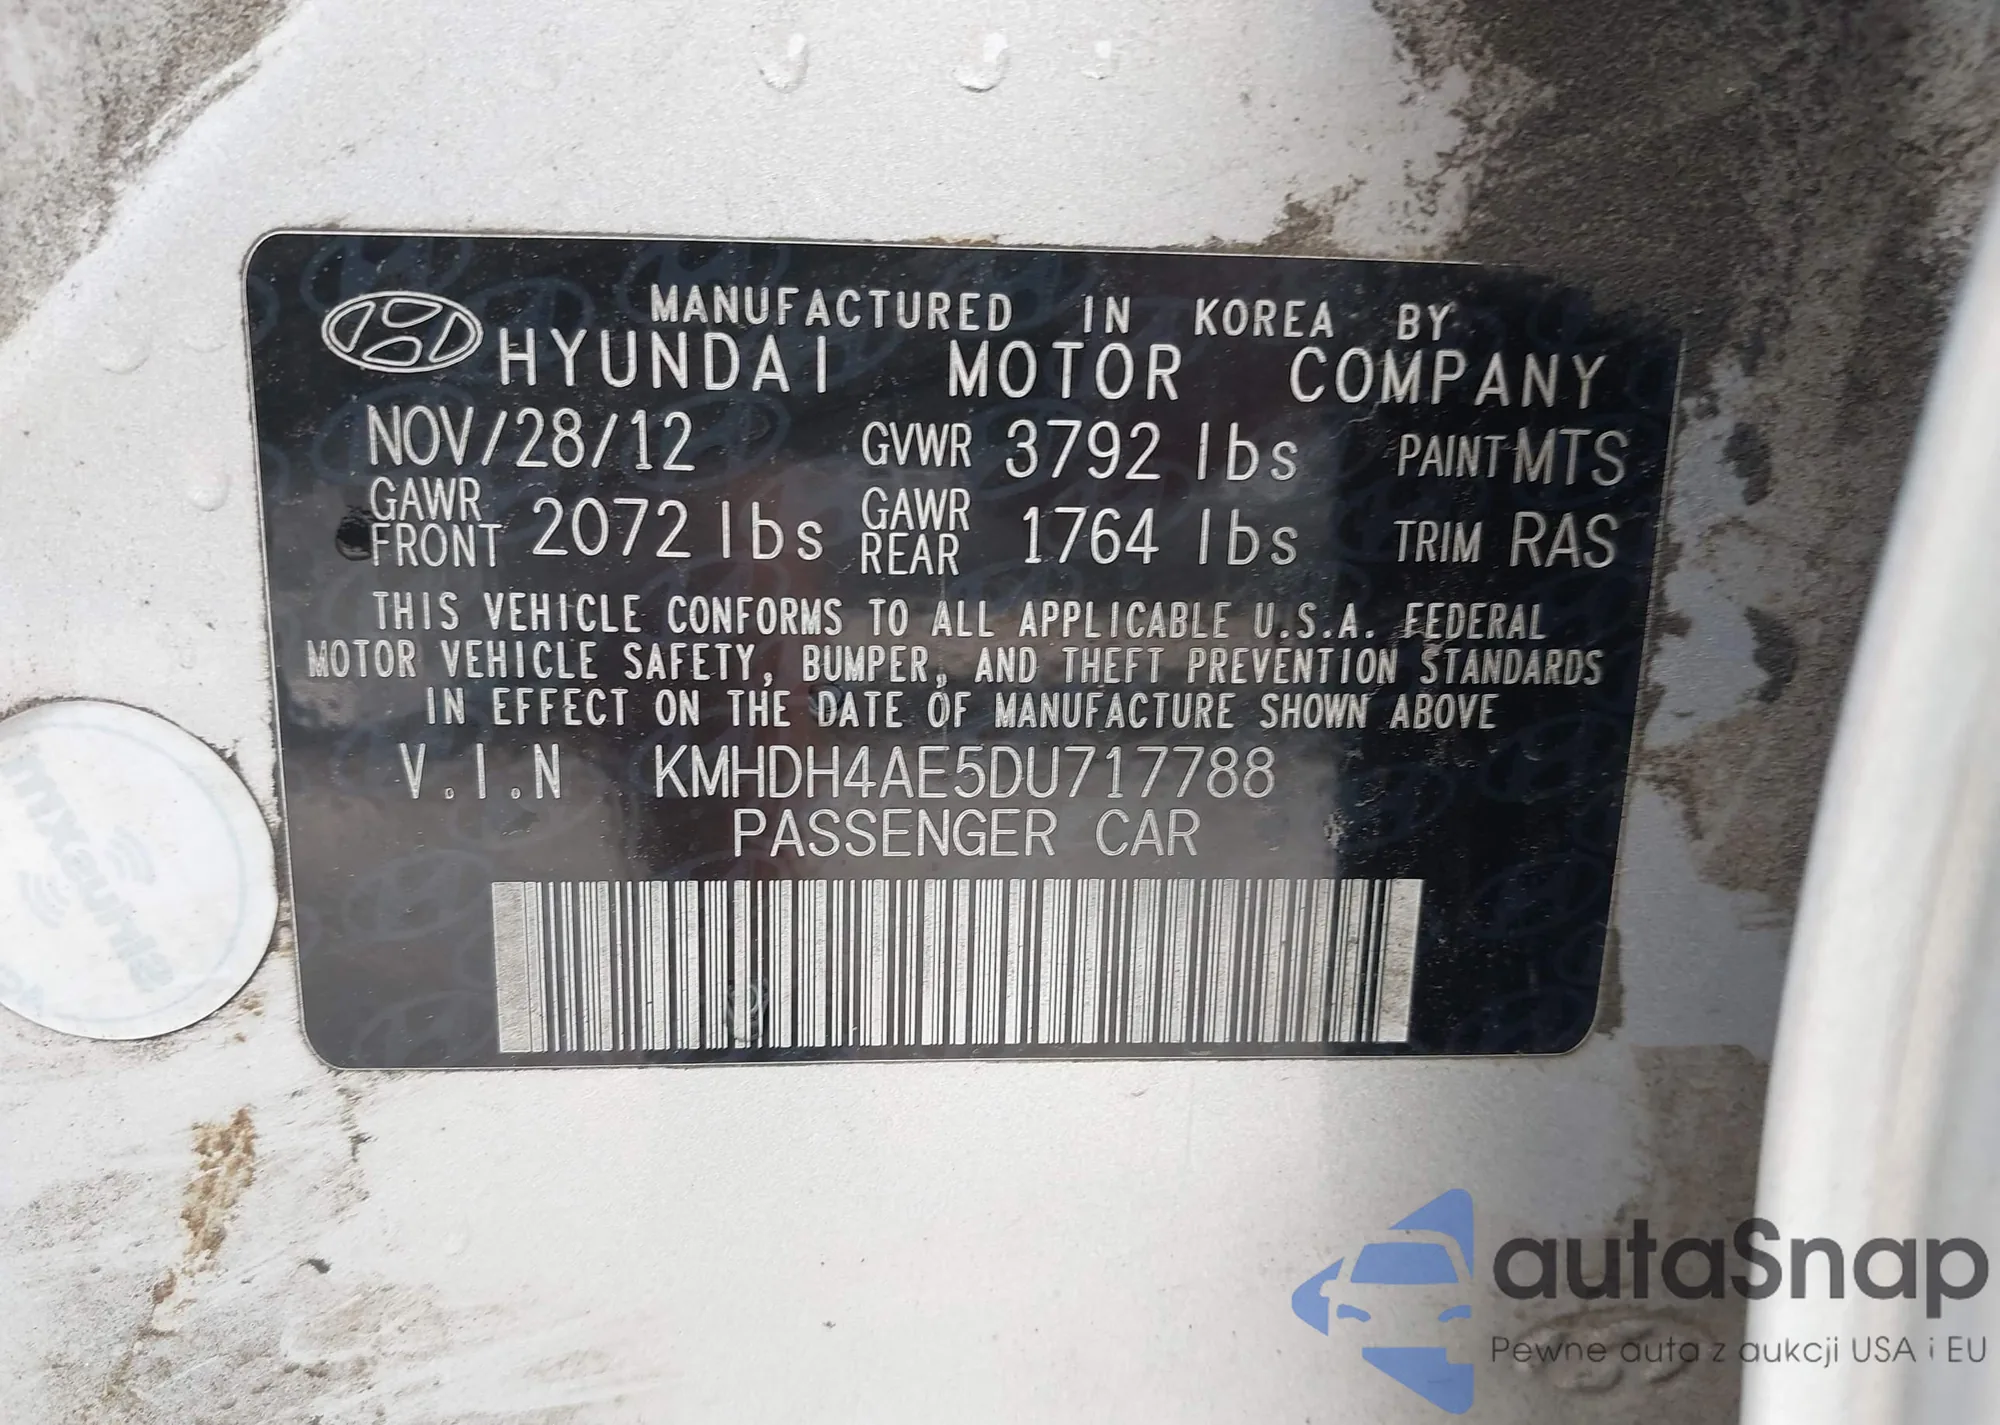 MANUFACTURED IN KOREA BY
HYUNDAI MOTOR COMPANY
NOV/28/12 GVWR 3792 lbs PAINT MTS
GAWR FRONT 2072 lbs GAWR REAR 1764 lbs TRIM RAS
THIS VEHICLE CONFORMS TO ALL APPLICABLE U.S.A. FEDERAL
MOTOR VEHICLE SAFETY, BUMPER, AND THEFT PREVENTION STANDARDS
IN EFFECT ON THE DATE OF MANUFACTURE SHOWN ABOVE
V.I.N KMHDH4AE5DU717788
PASSENGER CAR
autaSnap
Pewne auta z aukcji USA i EU